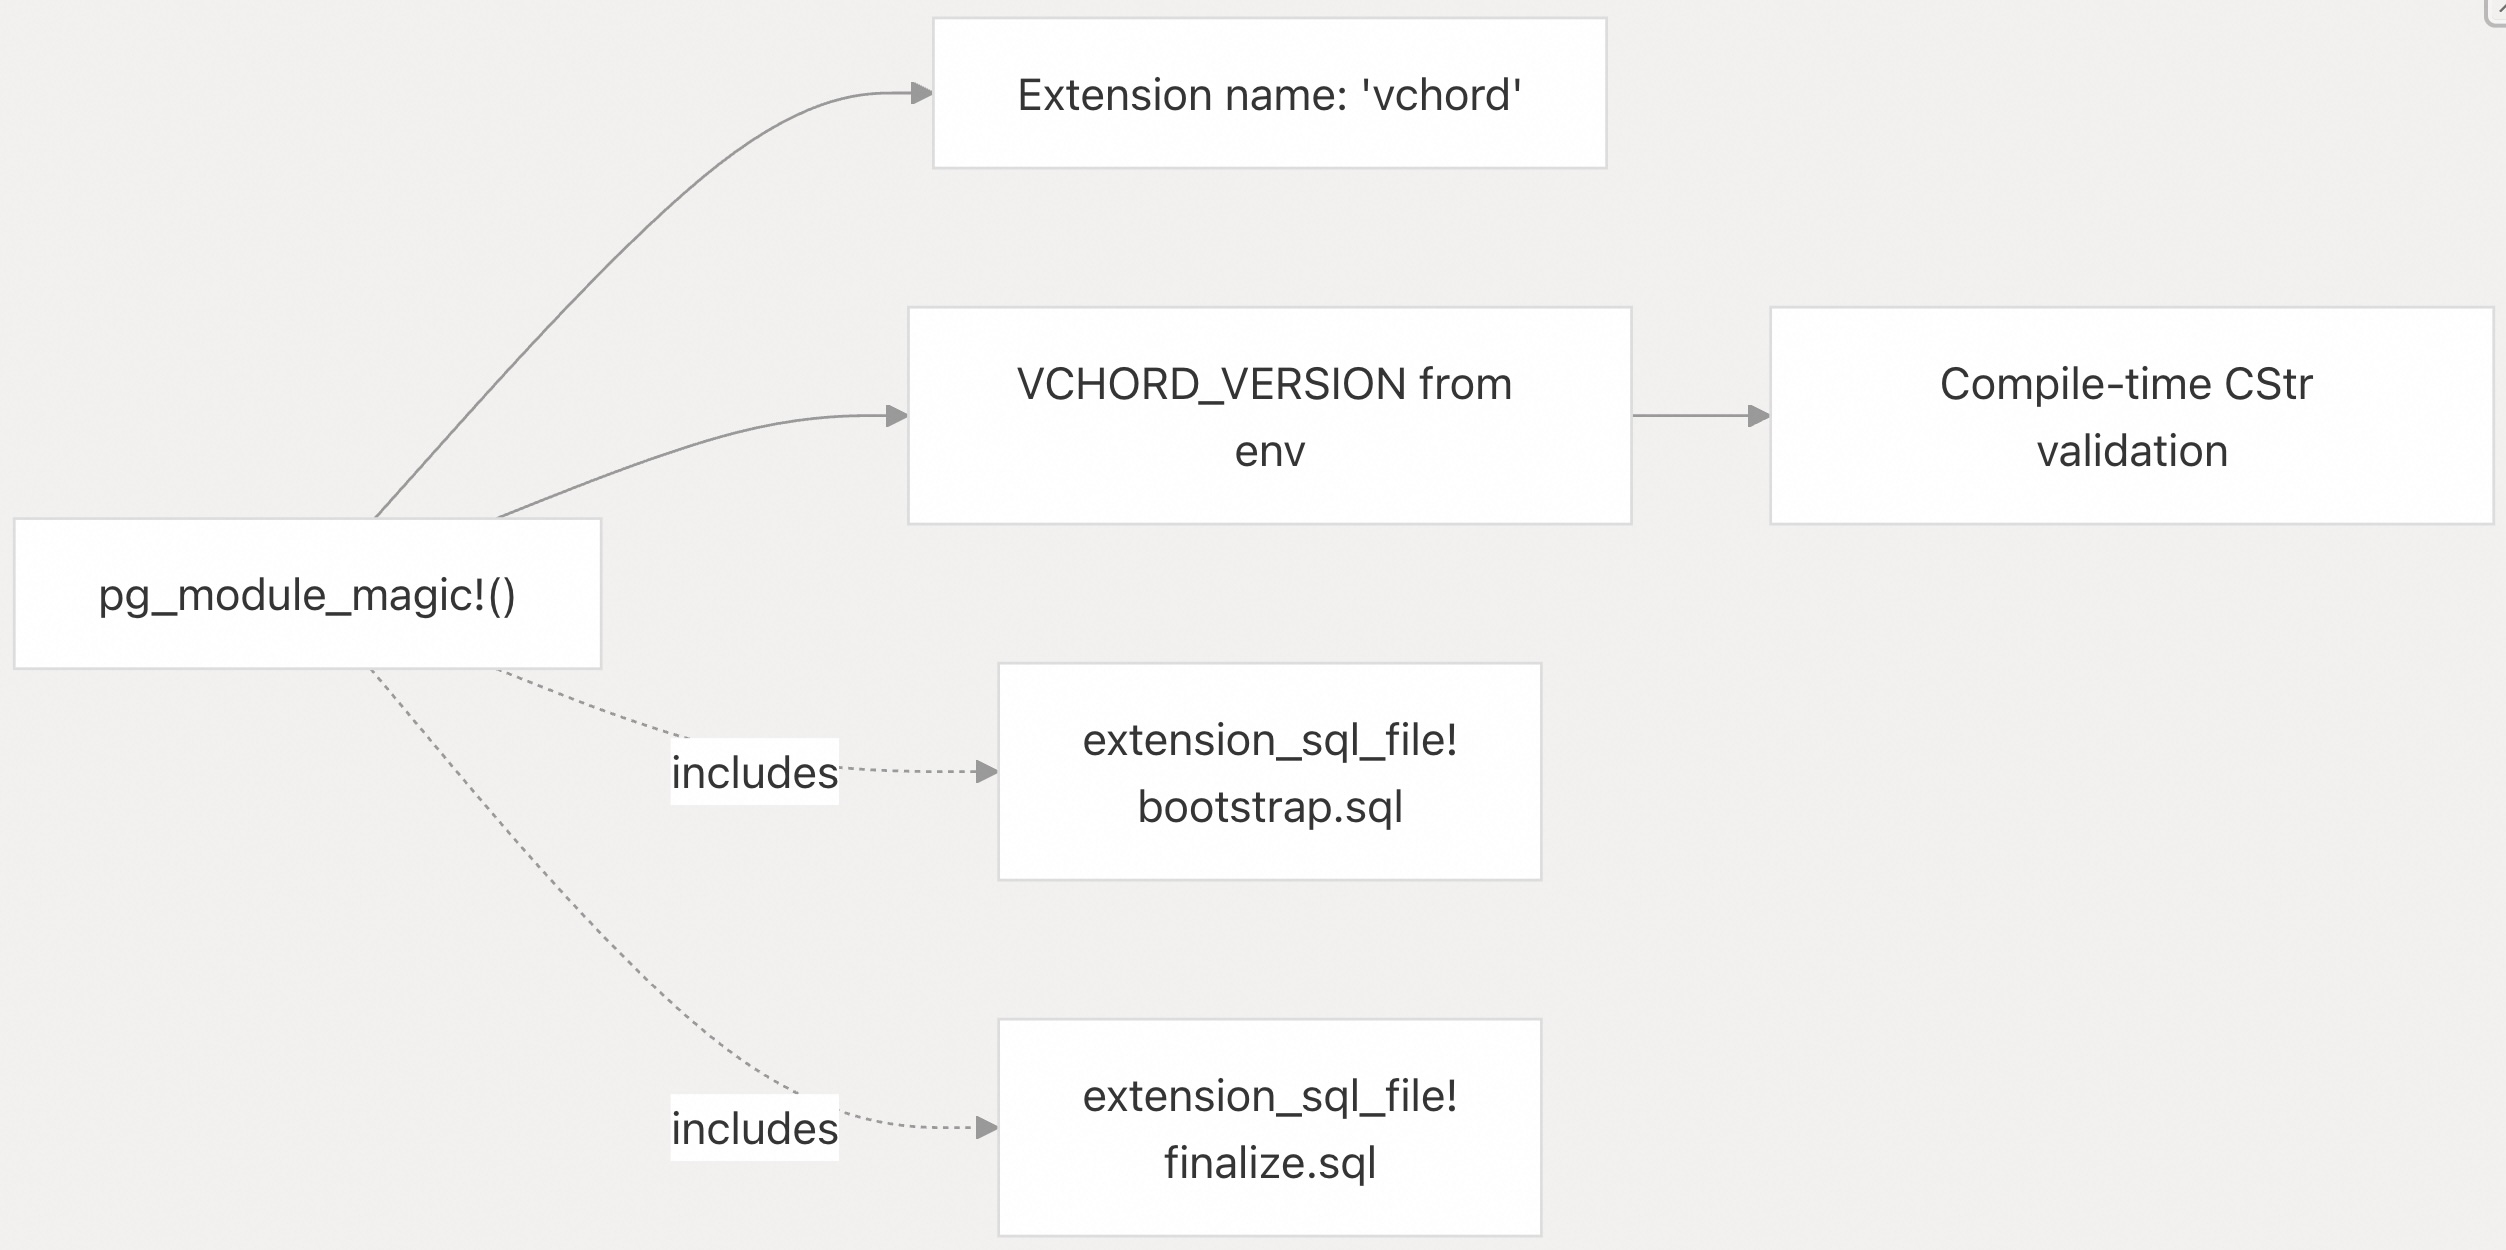 Extension name: 'vchord'
VCHORD_VERSION from
env
Compile-time CStr
validation
pg_module_magic!()
includes
extension_sql_file!
bootstrap.sql
includes
extension_sql_file!
finalize.sql